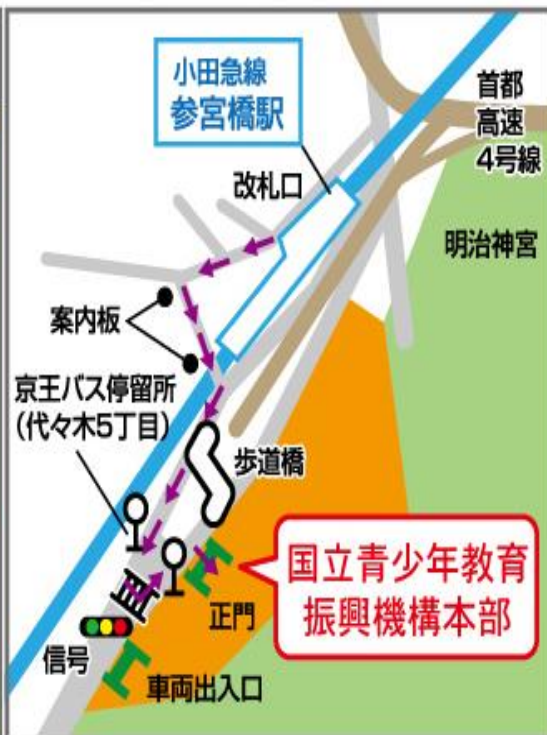 小田急線
参宮橋駅
首都
高速
4号線
改札口
明治神宮
案内板
京王バス停留所
(代々木5丁目)
歩道橋
国立青少年教育
振興機構本部
正門
信号
車両出入口